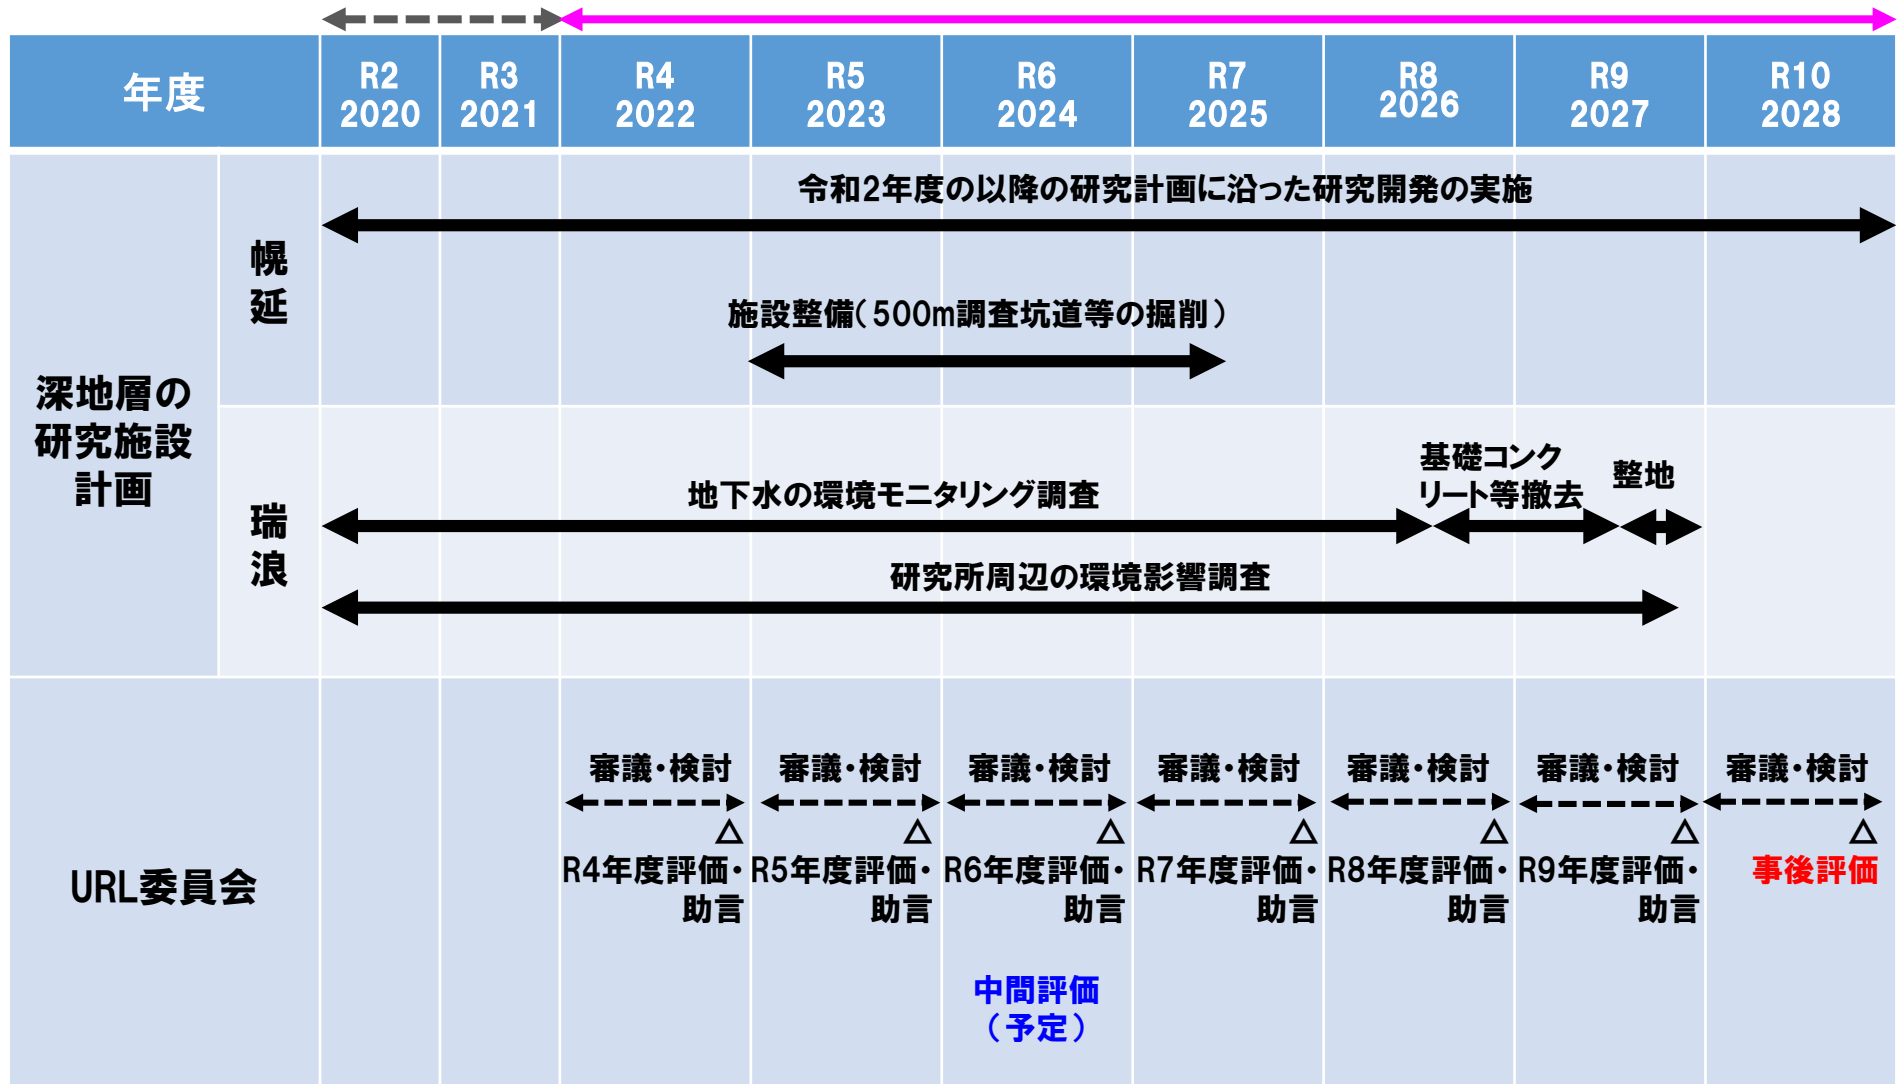 年度
R2
2020
R3
2021
R4
2022
R5
2023
R6
2024
R7
2025
R8
2026
R9
2027
R10
2028
深地層の
研究施設
計画
幌
延
令和2年度の以降の研究計画に沿った研究開発の実施
施設整備(500m調査坑道等の掘削)
瑞
浪
地下水の環境モニタリング調査
基礎コンク
リート等撤去
整地
研究所周辺の環境影響調査
URL委員会
審議・検討
△
R4年度評価・
助言
審議・検討
△
R5年度評価・
助言
審議・検討
△
R6年度評価・
助言
中間評価
(予定)
審議・検討
△
R7年度評価・
助言
審議・検討
△
R8年度評価・
助言
審議・検討
△
R9年度評価・
助言
審議・検討
△
事後評価